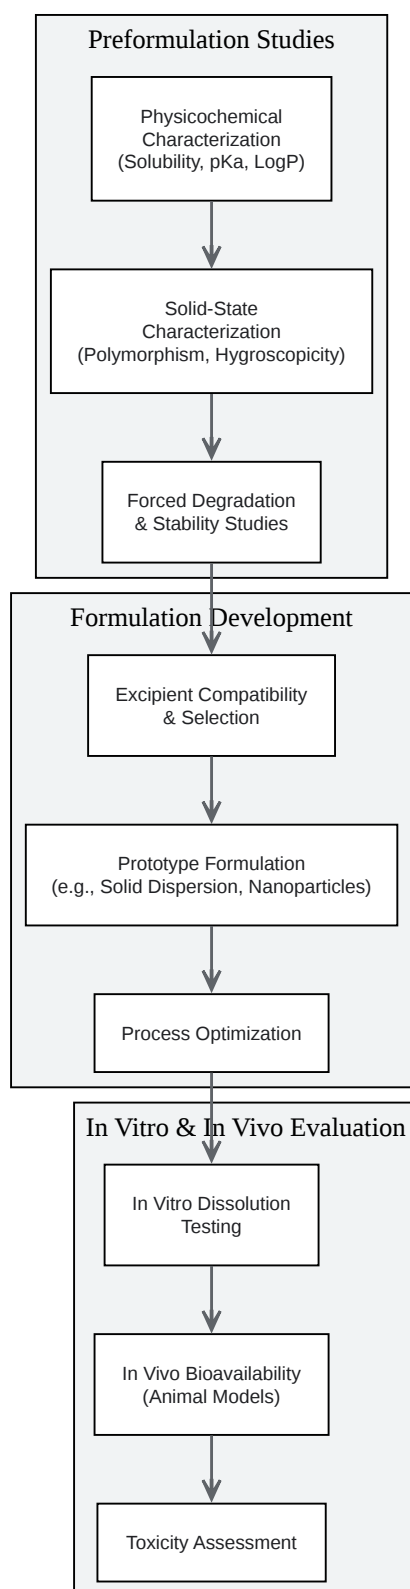 Preformulation Studies
Physicochemical
Characterization
(Solubility, pKa, LogP)
Solid-State
Characterization
(Polymorphism, Hygroscopicity)
Forced Degradation
& Stability Studies
Formulation Development
Excipient Compatibility
& Selection
Prototype Formulation
(e.g., Solid Dispersion, Nanoparticles)
Process Optimization
In Vitro & In Vivo Evaluation
In Vitro Dissolution
Testing
In Vivo Bioavailability
(Animal Models)
Toxicity Assessment